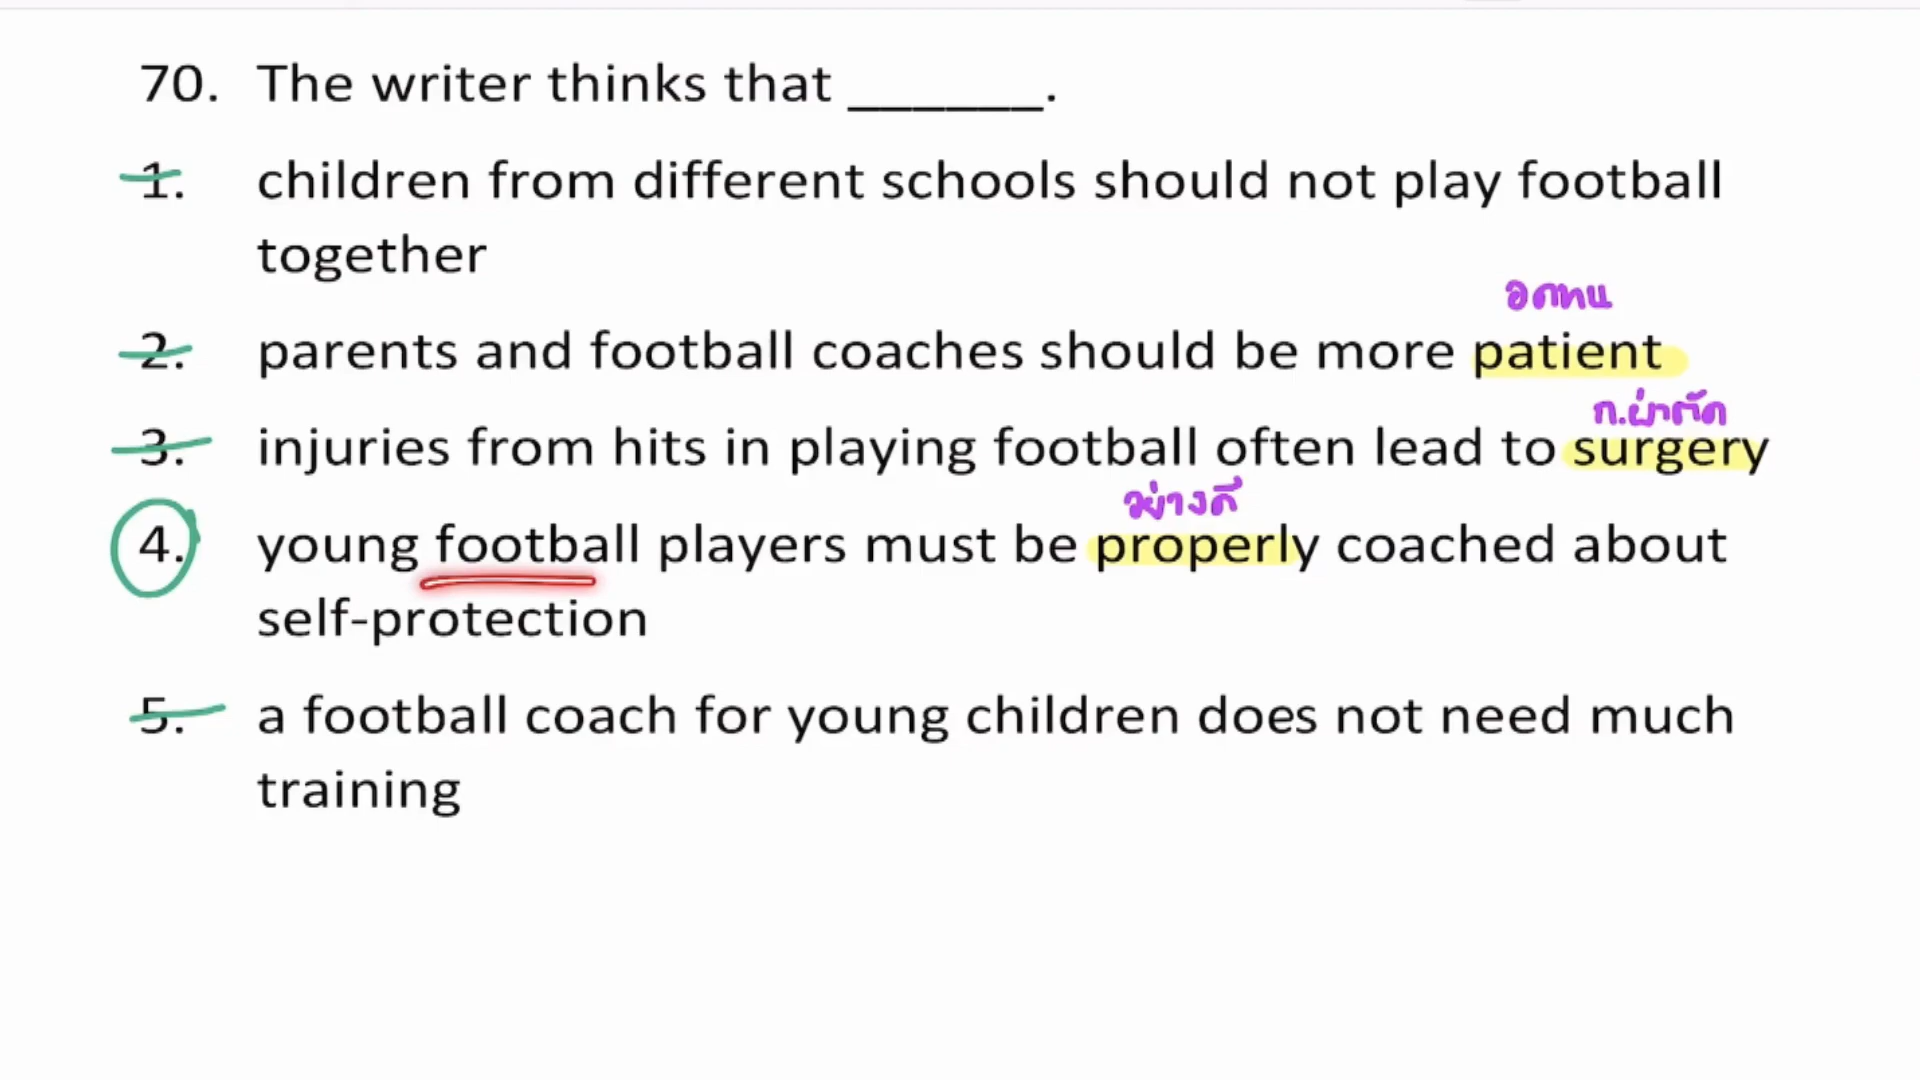 70. The writer thinks that ______.
1. children from different schools should not play football
together
อดทน
2. parents and football coaches should be more patient
ก.ผ่าตัด
3. injuries from hits in playing football often lead to surgery
อย่างดี
4. young football players must be properly coached about
self-protection
5. a football coach for young children does not need much
training